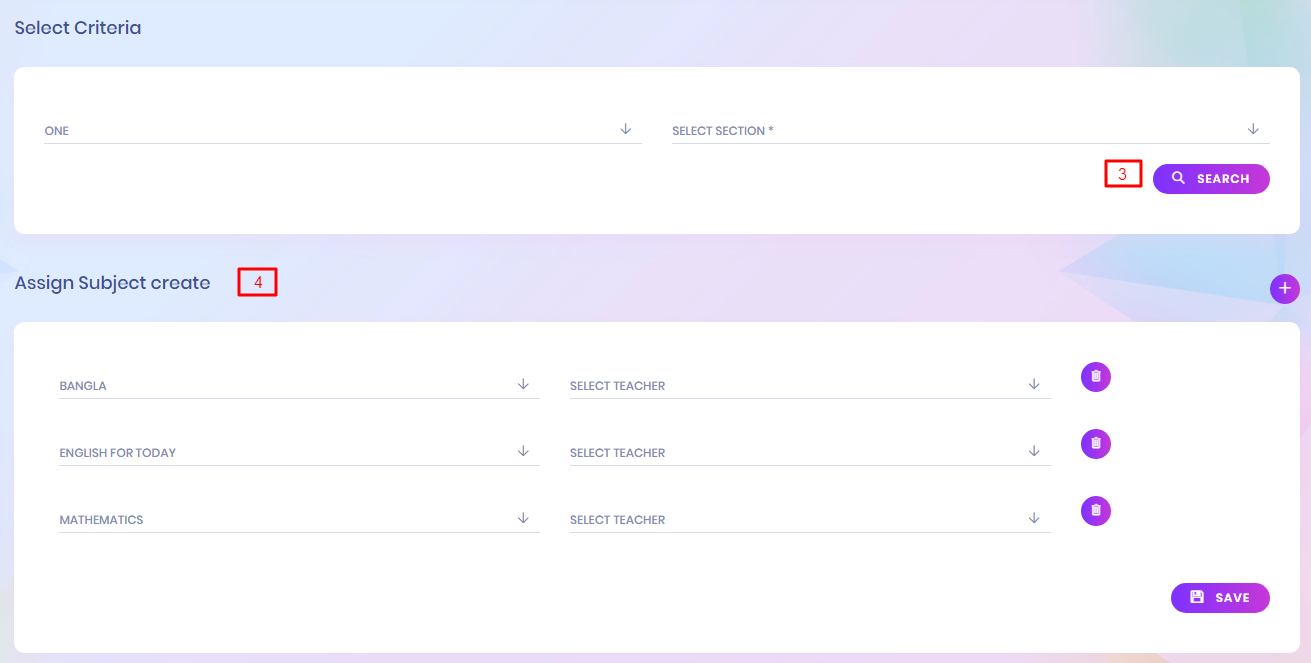 Select Criteria
ONE
SELECT SECTION *
3
SEARCH
Assign Subject create
4
BANGLA
SELECT TEACHER
ENGLISH FOR TODAY
SELECT TEACHER
MATHEMATICS
SELECT TEACHER
SAVE